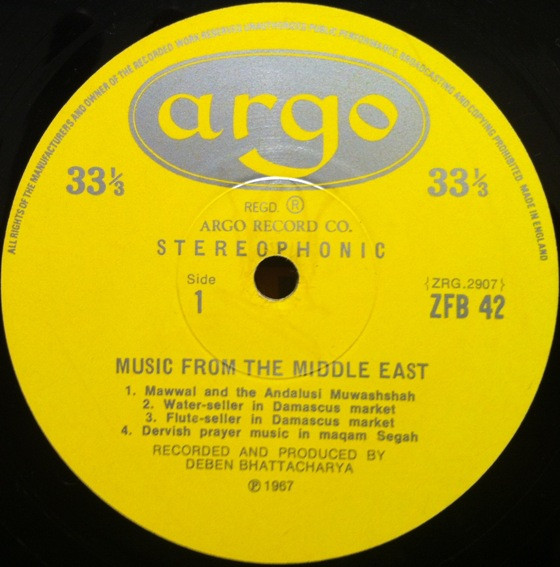 ALL RIGHTS OF THE MANUFACTURERS AND OWNER OF THE RECORDED WORK RESERVED UNAUTHORISED PUBLIC PERFORMANCE, BROADCASTING AND COPYING PROHIBITED MADE IN ENGLAND
argo
33⅓ 33⅓
REGD. Ⓡ
ARGO RECORD CO.
STEREOPHONIC
Side
1
{ZRG.2907}
ZFB 42
MUSIC FROM THE MIDDLE EAST
1. Mawwal and the Andalusi Muwashshah
2. Water-seller in Damascus market
3. Flute-seller in Damascus market
4. Dervish prayer music in maqam Segah
RECORDED AND PRODUCED BY
DEBEN BHATTACHARYA
℗ 1967